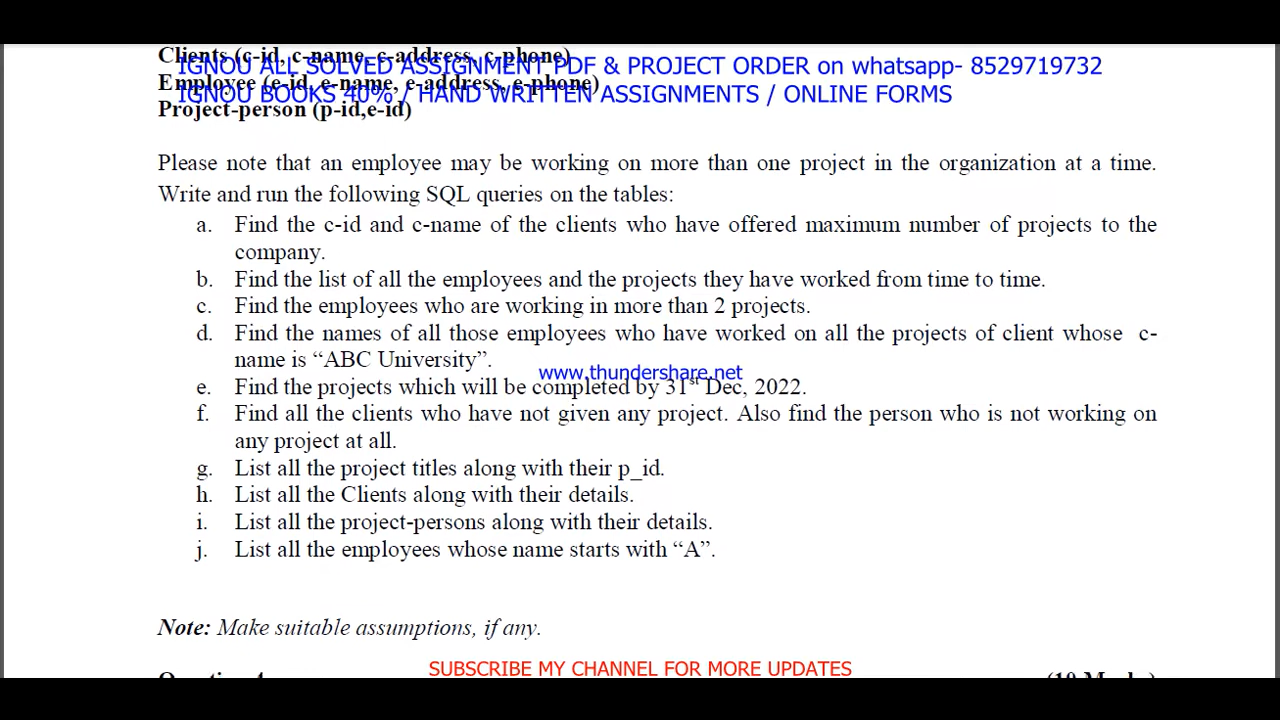 Clients (c-id, c-name, c-address, c-phone)
IGNOU ALL SOLVED ASSIGNMENT PDF & PROJECT ORDER on whatsapp- 8529719732
Employee (e-id, e-name, e-address, e-phone)
IGNOU BOOKS 40% / HAND WRITTEN ASSIGNMENTS / ONLINE FORMS
Project-person (p-id,e-id)
Please note that an employee may be working on more than one project in the organization at a time.
Write and run the following SQL queries on the tables:
a. Find the c-id and c-name of the clients who have offered maximum number of projects to the
company.
b. Find the list of all the employees and the projects they have worked from time to time.
c. Find the employees who are working in more than 2 projects.
d. Find the names of all those employees who have worked on all the projects of client whose c-
name is “ABC University”.
www.thundershare.net
e. Find the projects which will be completed by 31st Dec, 2022.
f. Find all the clients who have not given any project. Also find the person who is not working on
any project at all.
g. List all the project titles along with their p_id.
h. List all the Clients along with their details.
i. List all the project-persons along with their details.
j. List all the employees whose name starts with “A”.
Note: Make suitable assumptions, if any.
SUBSCRIBE MY CHANNEL FOR MORE UPDATES